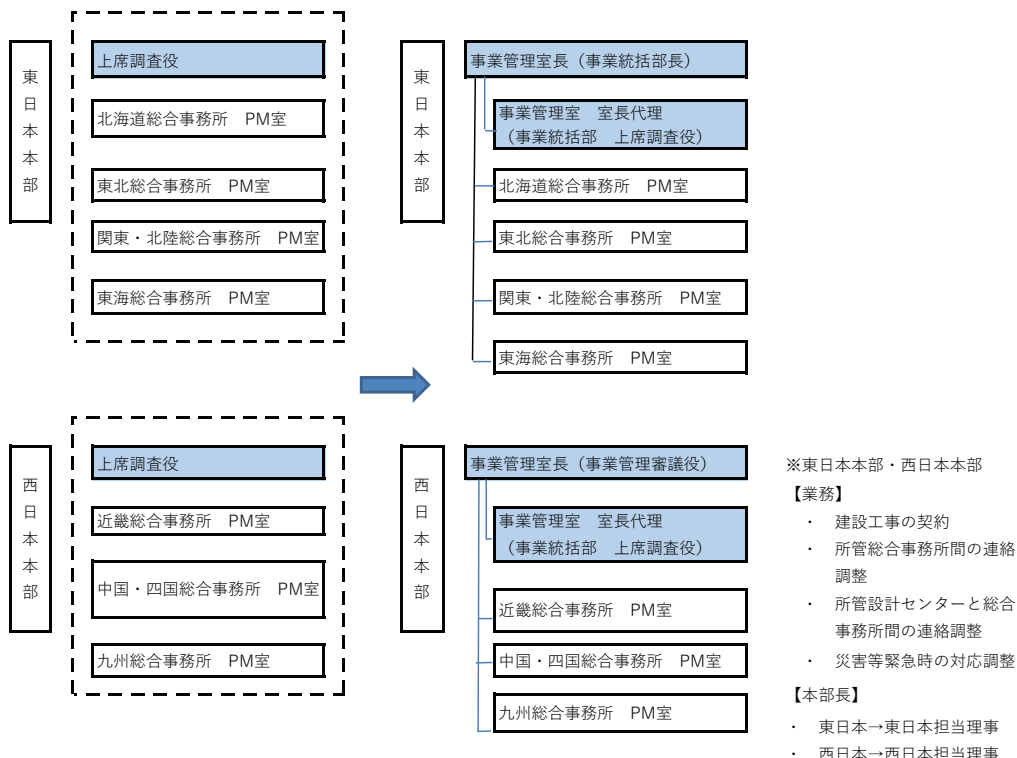 東日本本部
上席調査役
北海道総合事務所　PM室
東北総合事務所　PM室
関東・北陸総合事務所　PM室
東海総合事務所　PM室
東日本本部
事業管理室長（事業統括部長）
事業管理室　室長代理
（事業統括部　上席調査役）
北海道総合事務所　PM室
東北総合事務所　PM室
関東・北陸総合事務所　PM室
東海総合事務所　PM室
西日本本部
上席調査役
近畿総合事務所　PM室
中国・四国総合事務所　PM室
九州総合事務所　PM室
西日本本部
事業管理室長（事業管理審議役）
事業管理室　室長代理
（事業統括部　上席調査役）
近畿総合事務所　PM室
中国・四国総合事務所　PM室
九州総合事務所　PM室
※東日本本部・西日本本部
【業務】
・　建設工事の契約
・　所管総合事務所間の連絡
調整
・　所管設計センターと総合
事務所間の連絡調整
・　災害等緊急時の対応調整
【本部長】
・　東日本→東日本担当理事
・　西日本→西日本担当理事